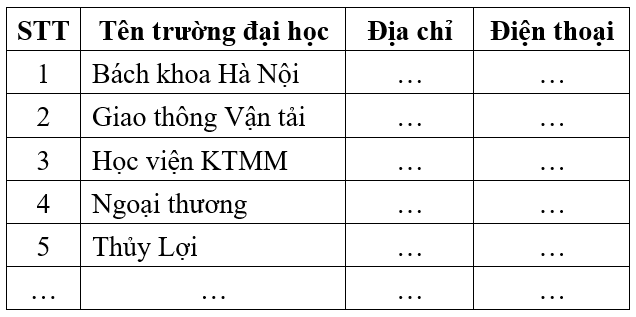 STT Tên trường đại học Địa chỉ Điện thoại
1 Bách khoa Hà Nội … …
2 Giao thông Vận tải … …
3 Học viện KTMM … …
4 Ngoại thương … …
5 Thủy Lợi … …
… … … …